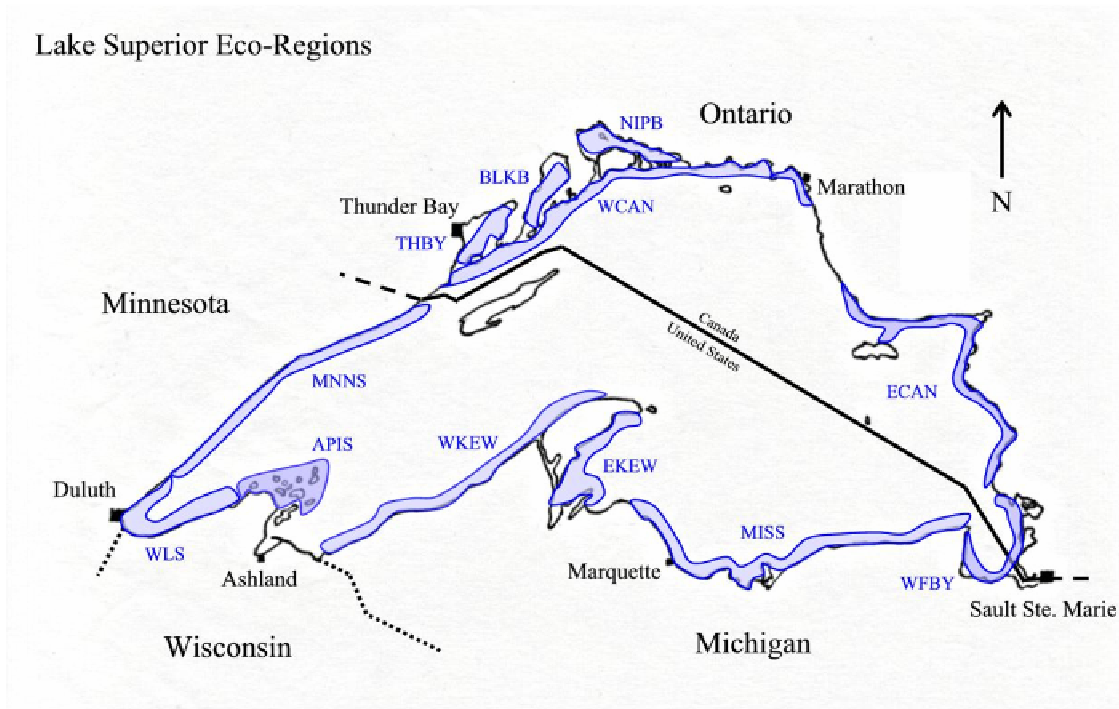 Lake Superior Eco-Regions
Ontario
NIPB
BLKB
Marathon
WCAN
Thunder Bay
THBY
N
Minnesota
Canada
United States
MNNS
ECAN
WKEW
APIS
EKEW
Duluth
MISS
WLS
Ashland
Marquette
WFBY
Sault Ste. Marie
Wisconsin
Michigan